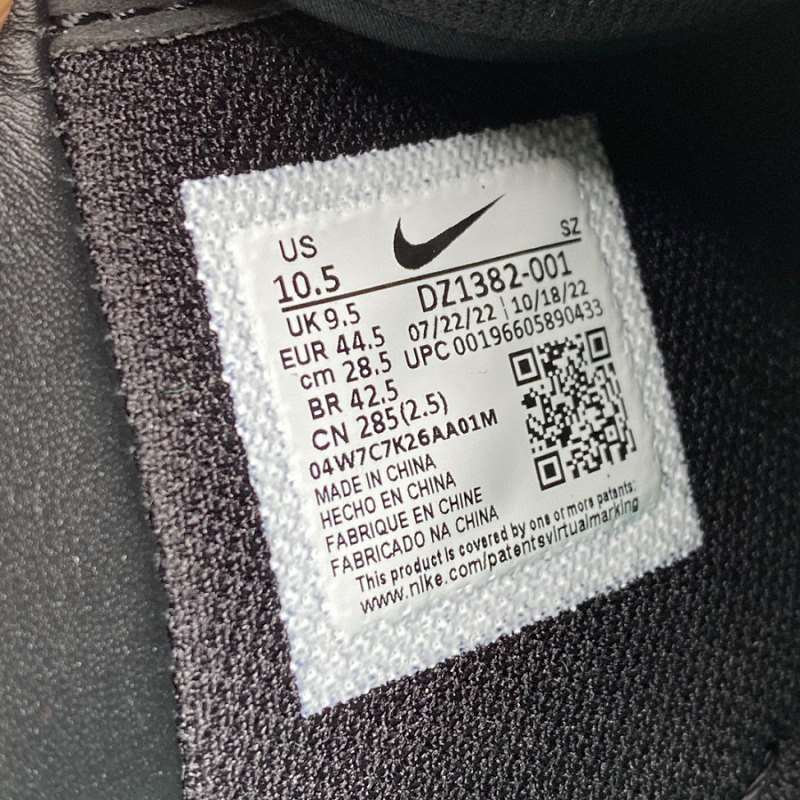 US
10.5
SZ
UK 9.5
DZ1382-001
EUR 44.5
07/22/22 | 10/18/22
cm 28.5
UPC 00196605890433
BR 42.5
CN 285(2.5)
04W7C7K26AA01M
MADE IN CHINA
HECHO EN CHINA
FABRIQUE EN CHINE
FABRICADO NA CHINA
This product is covered by one or more patents:
www.nike.com/patentsvirtualmarking